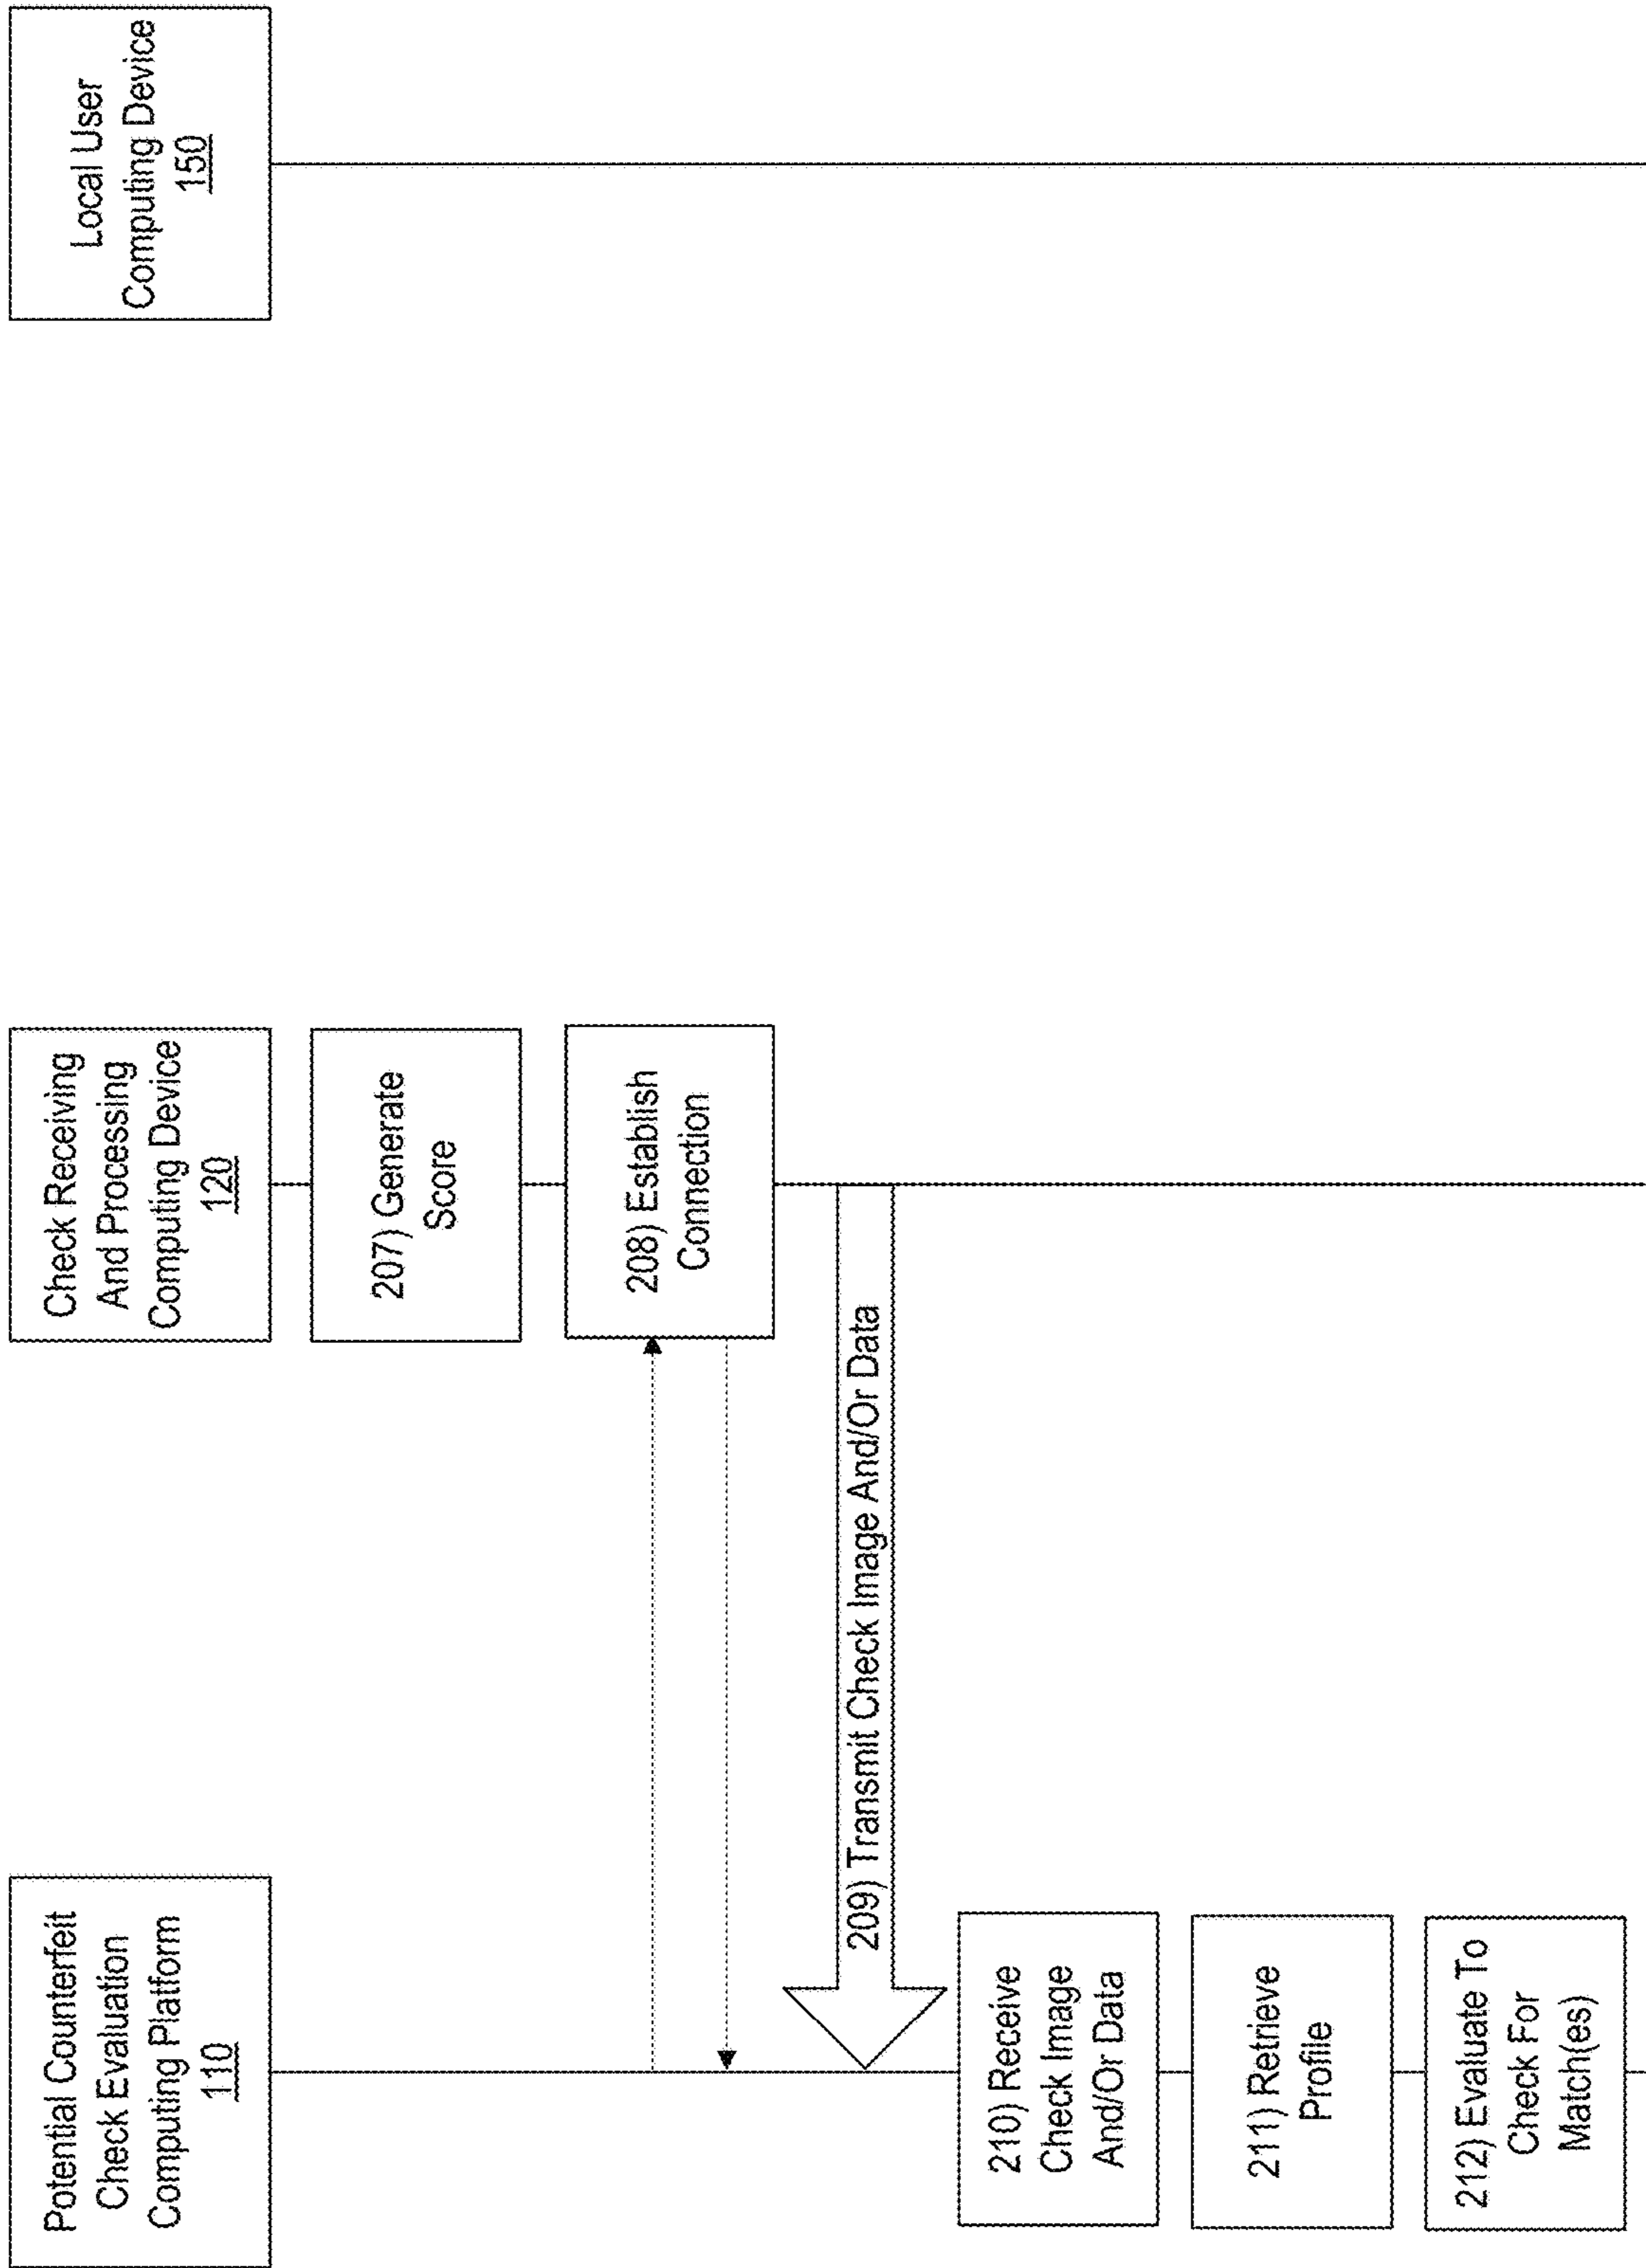 Potential Counterfeit
Check Evaluation
Computing Platform
110
Check Receiving
And Processing
Computing Device
120
Local User
Computing Device
150
207) Generate
Score
208) Establish
Connection
209) Transmit Check Image And/Or Data
210) Receive
Check Image
And/Or Data
211) Retrieve
Profile
212) Evaluate To
Check For
Match(es)